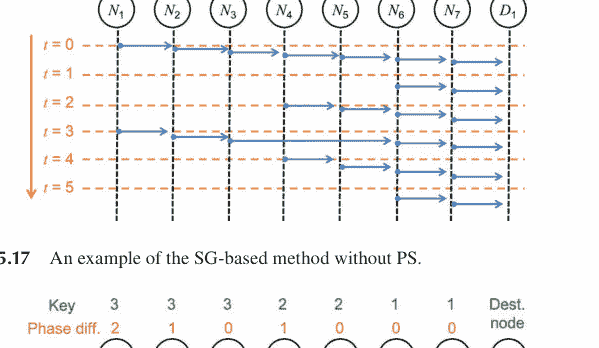 N1 N2 N3 N4 N5 N6 N7 D1
t = 0
t = 1
t = 2
t = 3
t = 4
t = 5
5.17 An example of the SG-based method without PS.
Key 3 3 3 2 2 1 1 Dest. node
Phase diff. 2 1 0 1 0 0 0